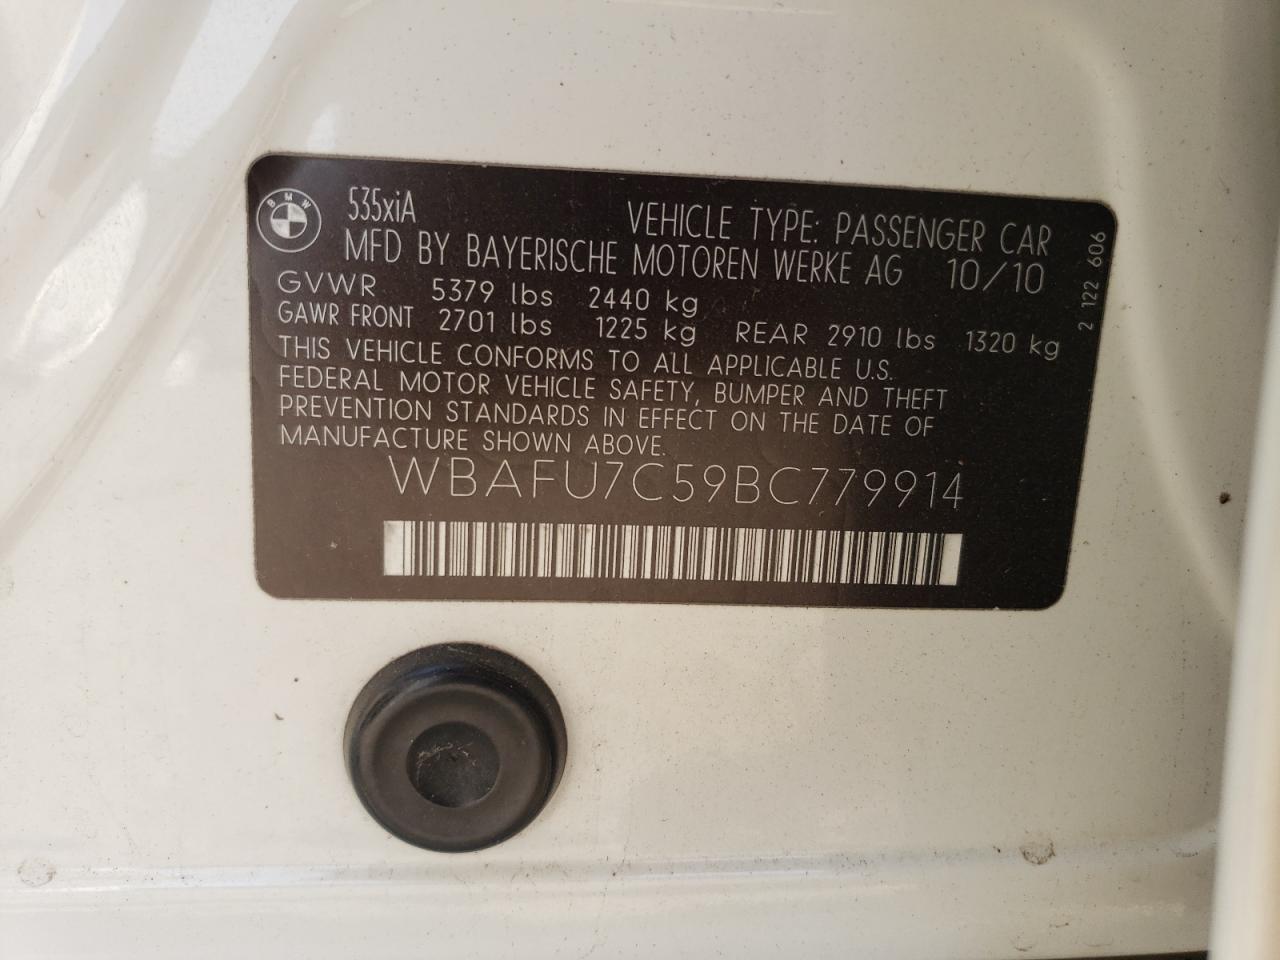 BMW
535xiA
VEHICLE TYPE: PASSENGER CAR
MFD BY BAYERISCHE MOTOREN WERKE AG 10/10
GVWR 5379 lbs 2440 kg
GAWR FRONT 2701 lbs 1225 kg REAR 2910 lbs 1320 kg
THIS VEHICLE CONFORMS TO ALL APPLICABLE U.S.
FEDERAL MOTOR VEHICLE SAFETY, BUMPER AND THEFT
PREVENTION STANDARDS IN EFFECT ON THE DATE OF
MANUFACTURE SHOWN ABOVE.
WBAFU7C59BC779914
2 122 606